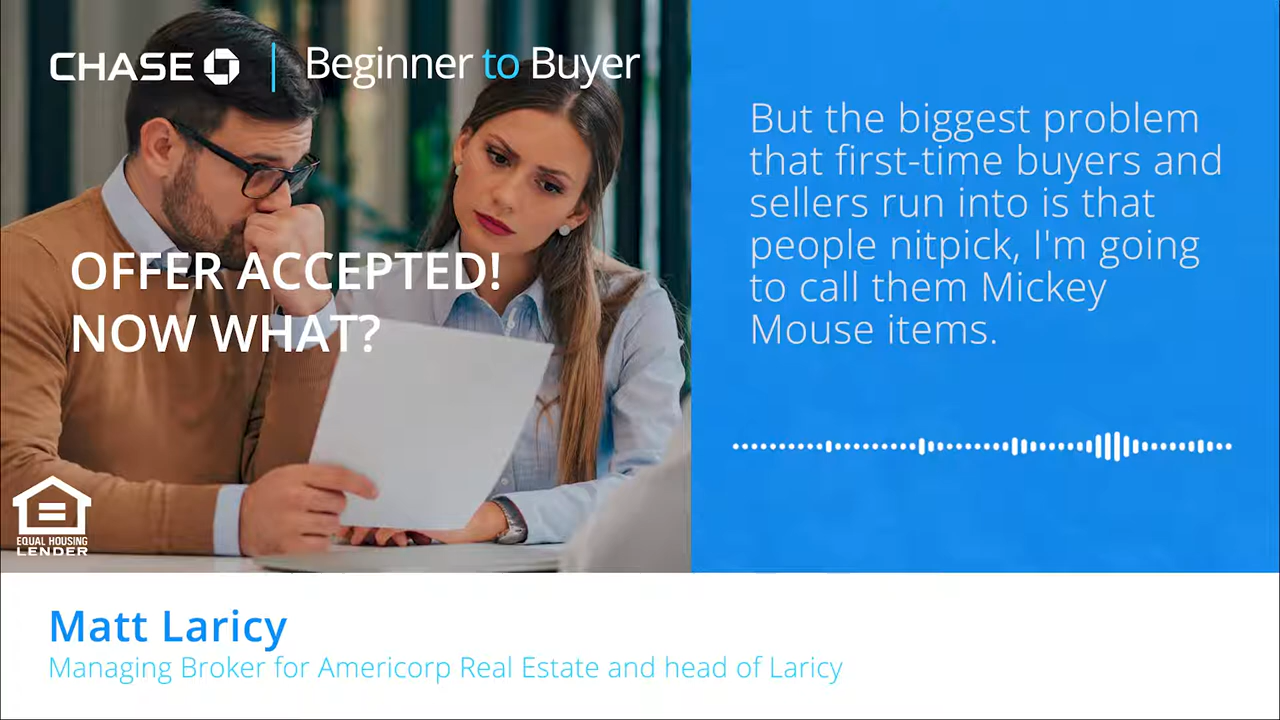 CHASE | Beginner to Buyer
OFFER ACCEPTED!
NOW WHAT?
EQUAL HOUSING
LENDER
But the biggest problem
that first-time buyers and
sellers run into is that
people nitpick, I'm going
to call them Mickey
Mouse items.
Matt Laricy
Managing Broker for Americorp Real Estate and head of Laricy